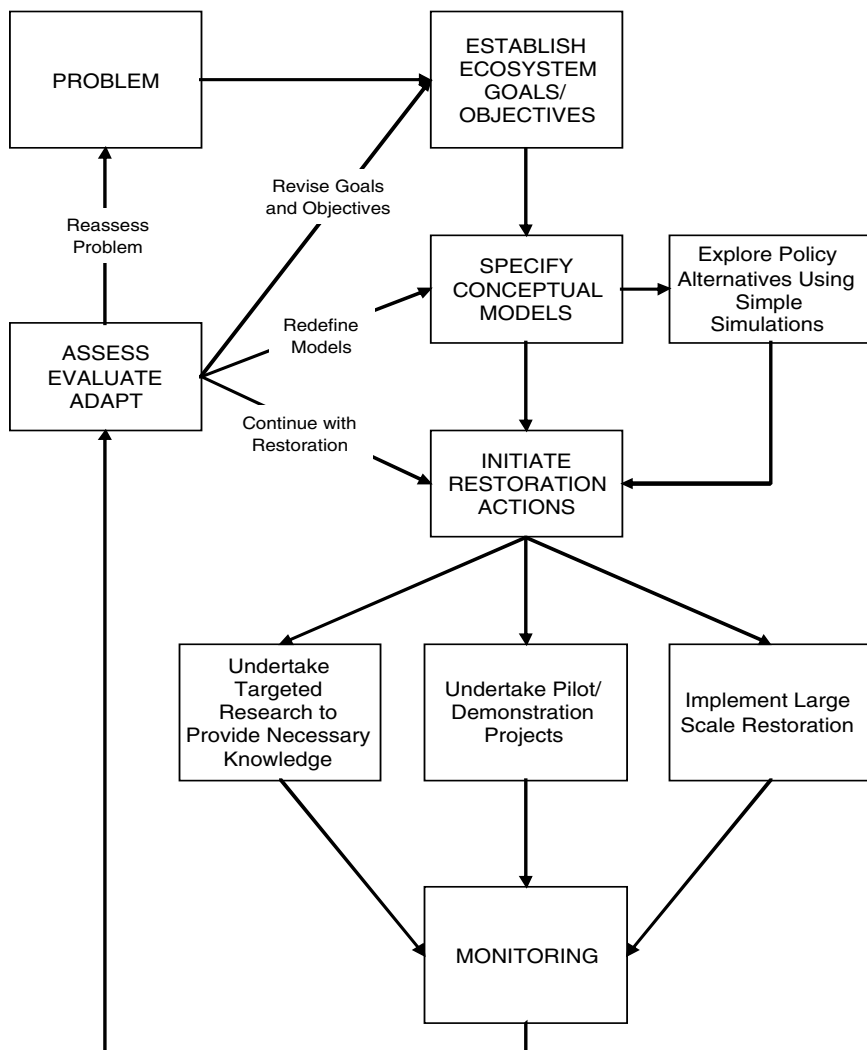 PROBLEM
ESTABLISH
ECOSYSTEM
GOALS/
OBJECTIVES
Revise Goals
and Objectives
Reassess
Problem
SPECIFY
CONCEPTUAL
MODELS
Explore Policy
Alternatives Using
Simple
Simulations
Redefine
Models
ASSESS
EVALUATE
ADAPT
Continue with
Restoration
INITIATE
RESTORATION
ACTIONS
Undertake
Targeted
Research to
Provide Necessary
Knowledge
Undertake Pilot/
Demonstration
Projects
Implement Large
Scale Restoration
MONITORING